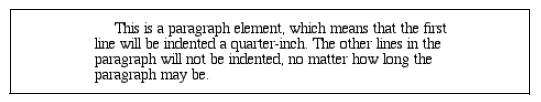 This is a paragraph element, which means that the first
line will be indented a quarter-inch. The other lines in the
paragraph will not be indented, no matter how long the
paragraph may be.